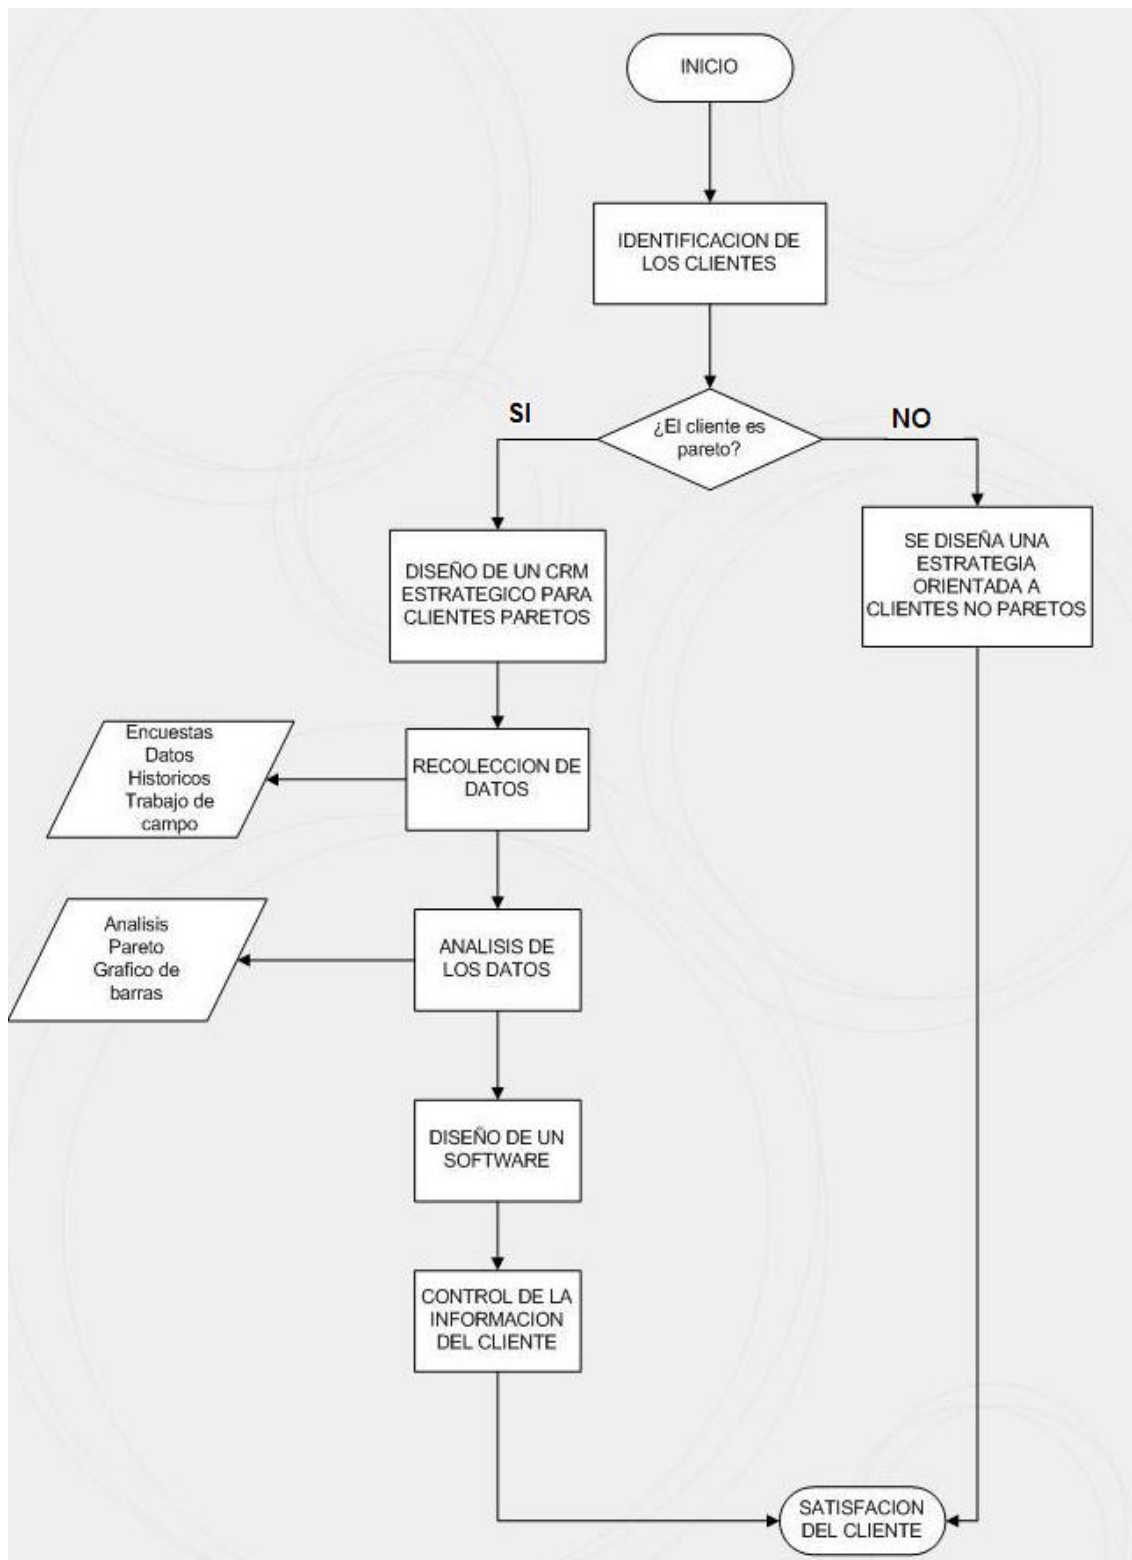 INICIO
IDENTIFICACION DE
LOS CLIENTES
¿El cliente es
pareto?
SI
NO
DISEÑO DE UN CRM
ESTRATEGICO PARA
CLIENTES PARETOS
SE DISEÑA UNA
ESTRATEGIA
ORIENTADA A
CLIENTES NO PARETOS
RECOLECCION DE
DATOS
Encuestas
Datos
Historicos
Trabajo de
campo
ANALISIS DE
LOS DATOS
Analisis
Pareto
Grafico de
barras
DISEÑO DE UN
SOFTWARE
CONTROL DE LA
INFORMACION
DEL CLIENTE
SATISFACION
DEL CLIENTE